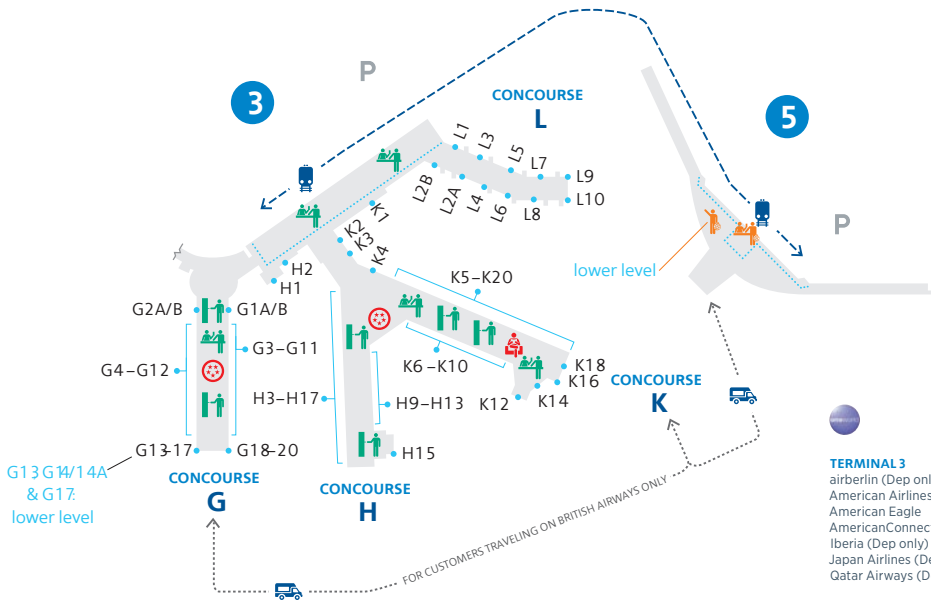 P
3
CONCOURSE
L
5
L1
L3
L5
L7
L9
L2B
L2A
L4
L6
L8
L10
K1
K2
K3
K4
P
H2
H1
lower level
K5–K20
G2A/B
G1A/B
G3–G11
G4–G12
K6–K10
K18
K16
K14
K12
CONCOURSE
K
H3–H17
H9–H13
H15
G13-17
G18-20
G13 G14/14A
& G17:
lower level
CONCOURSE
G
CONCOURSE
H
FOR CUSTOMERS TRAVELING ON BRITISH AIRWAYS ONLY
TERMINAL 3
airberlin (Dep onl
American Airlines
American Eagle
AmericanConnec
Iberia (Dep only)
Japan Airlines (De
Qatar Airways (D